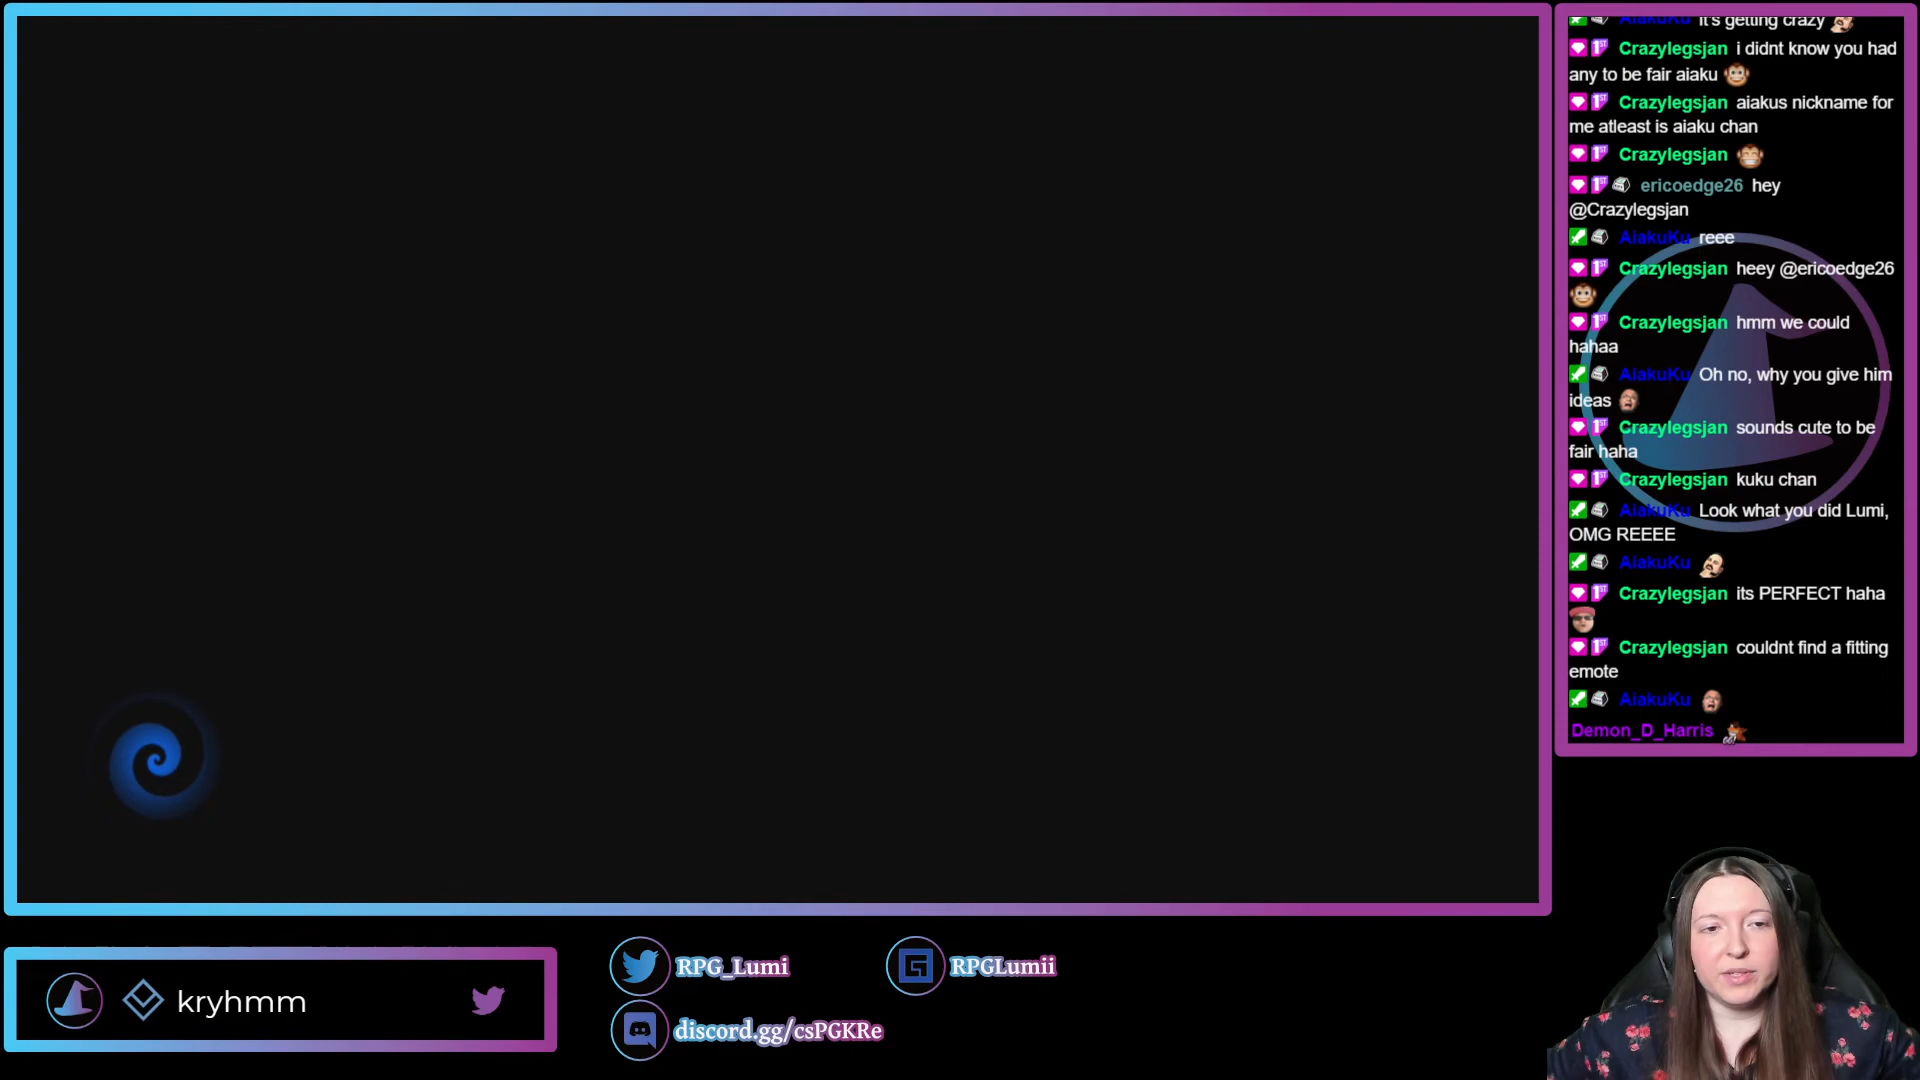 AiakuKu it's getting crazy
Crazylegsjan i didnt know you had
any to be fair aiaku
Crazylegsjan aiakus nickname for
me atleast is aiaku chan
Crazylegsjan
ericoedge26 hey
@Crazylegsjan
AiakuKu reee
Crazylegsjan heey @ericoedge26
Crazylegsjan hmm we could
hahaa
AiakuKu Oh no, why you give him
ideas
Crazylegsjan sounds cute to be
fair haha
Crazylegsjan kuku chan
AiakuKu Look what you did Lumi,
OMG REEEE
AiakuKu
Crazylegsjan its PERFECT haha
Crazylegsjan couldnt find a fitting
emote
AiakuKu
Demon_D_Harris
kryhmm
RPG_Lumi
RPGLumii
discord.gg/csPGKRe